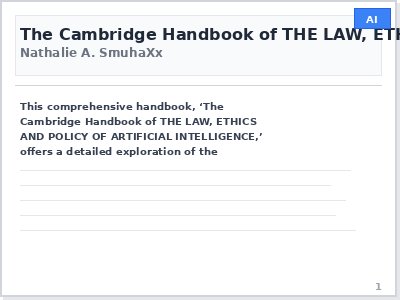 AI
The Cambridge Handbook of THE LAW, ETH
Nathalie A. SmuhaXx
This comprehensive handbook, ‘The
Cambridge Handbook of THE LAW, ETHICS
AND POLICY OF ARTIFICIAL INTELLIGENCE,’
offers a detailed exploration of the
1